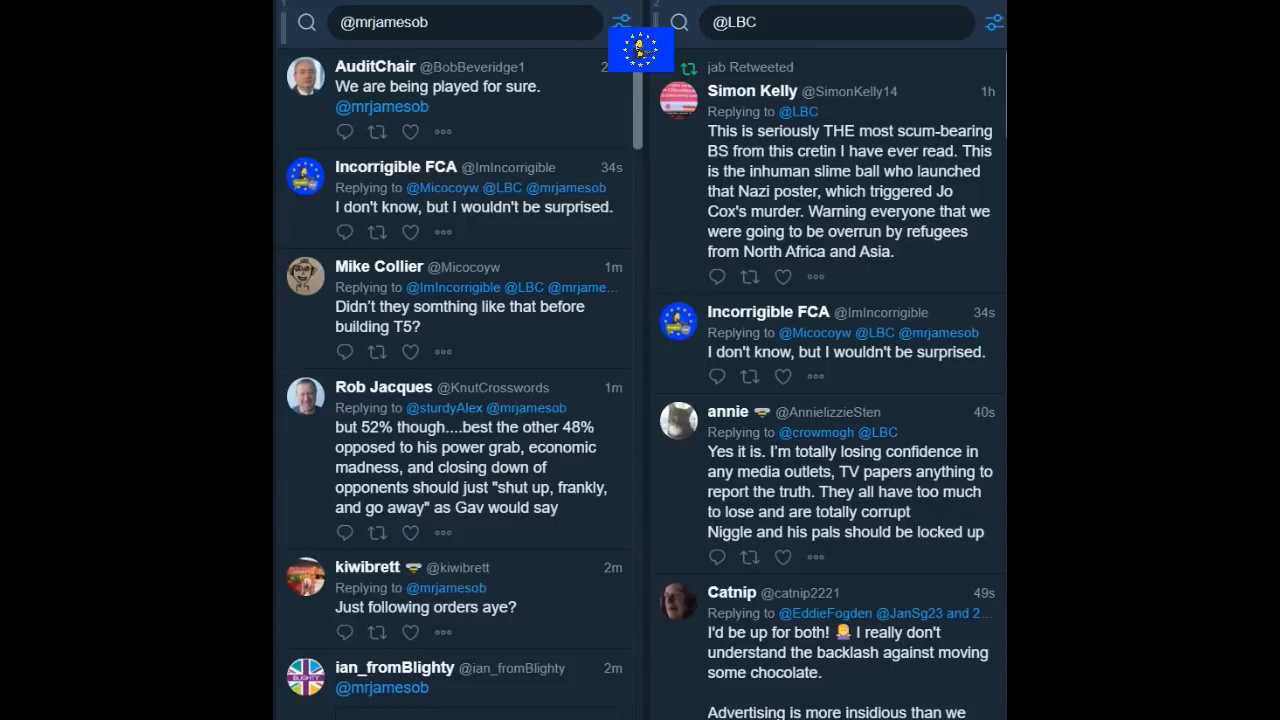 1
@mrjamesob
AuditChair @BobBeveridge1
We are being played for sure.
@mrjamesob
Incorrigible FCA @ImIncorrigible 34s
Replying to @Micocoyw @LBC @mrjamesob
I don't know, but I wouldn't be surprised.
Mike Collier @Micocoyw 1m
Replying to @ImIncorrigible @LBC @mrjame...
Didn't they somthing like that before
building T5?
Rob Jacques @KnutCrosswords 1m
Replying to @sturdyAlex @mrjamesob
but 52% though....best the other 48%
opposed to his power grab, economic
madness, and closing down of
opponents should just "shut up, frankly,
and go away" as Gav would say
kiwibrett @kiwibrett 2m
Replying to @mrjamesob
Just following orders aye?
ian_fromBlighty @ian_fromBlighty 2m
@mrjamesob
BLIGHTY
2
@LBC
jab Retweeted
Simon Kelly @SimonKelly14 1h
Replying to @LBC
This is seriously THE most scum-bearing
BS from this cretin I have ever read. This
is the inhuman slime ball who launched
that Nazi poster, which triggered Jo
Cox's murder. Warning everyone that we
were going to be overrun by refugees
from North Africa and Asia.
Incorrigible FCA @ImIncorrigible 34s
Replying to @Micocoyw @LBC @mrjamesob
I don't know, but I wouldn't be surprised.
annie @AnnielizzieSten 40s
Replying to @crowmogh @LBC
Yes it is. I'm totally losing confidence in
any media outlets, TV papers anything to
report the truth. They all have too much
to lose and are totally corrupt
Niggle and his pals should be locked up
Catnip @catnip2221 49s
Replying to @EddieFogden @JanSg23 and 2...
I'd be up for both! I really don't
understand the backlash against moving
some chocolate.
Advertising is more insidious than we